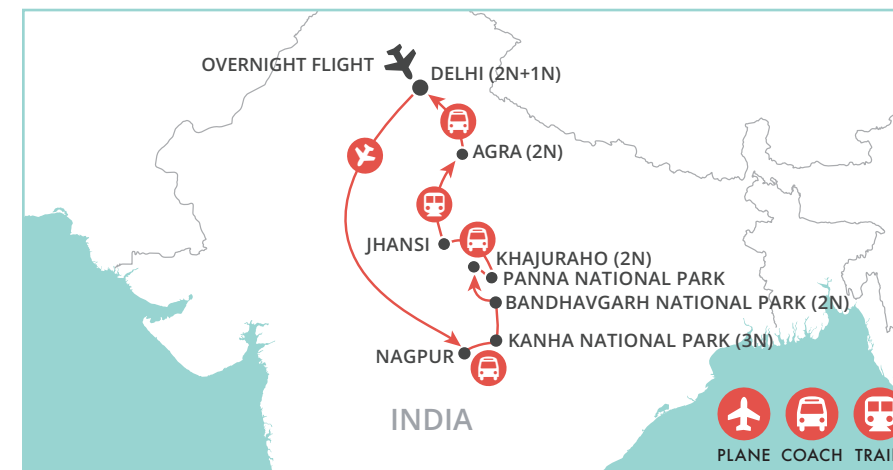 OVERNIGHT FLIGHT
DELHI (2N+1N)
AGRA (2N)
JHANSI
KHAJURAHO (2N)
PANNA NATIONAL PARK
BANDHAVGARH NATIONAL PARK (2N)
KANHA NATIONAL PARK (3N)
NAGPUR
INDIA
PLANE COACH TRAI